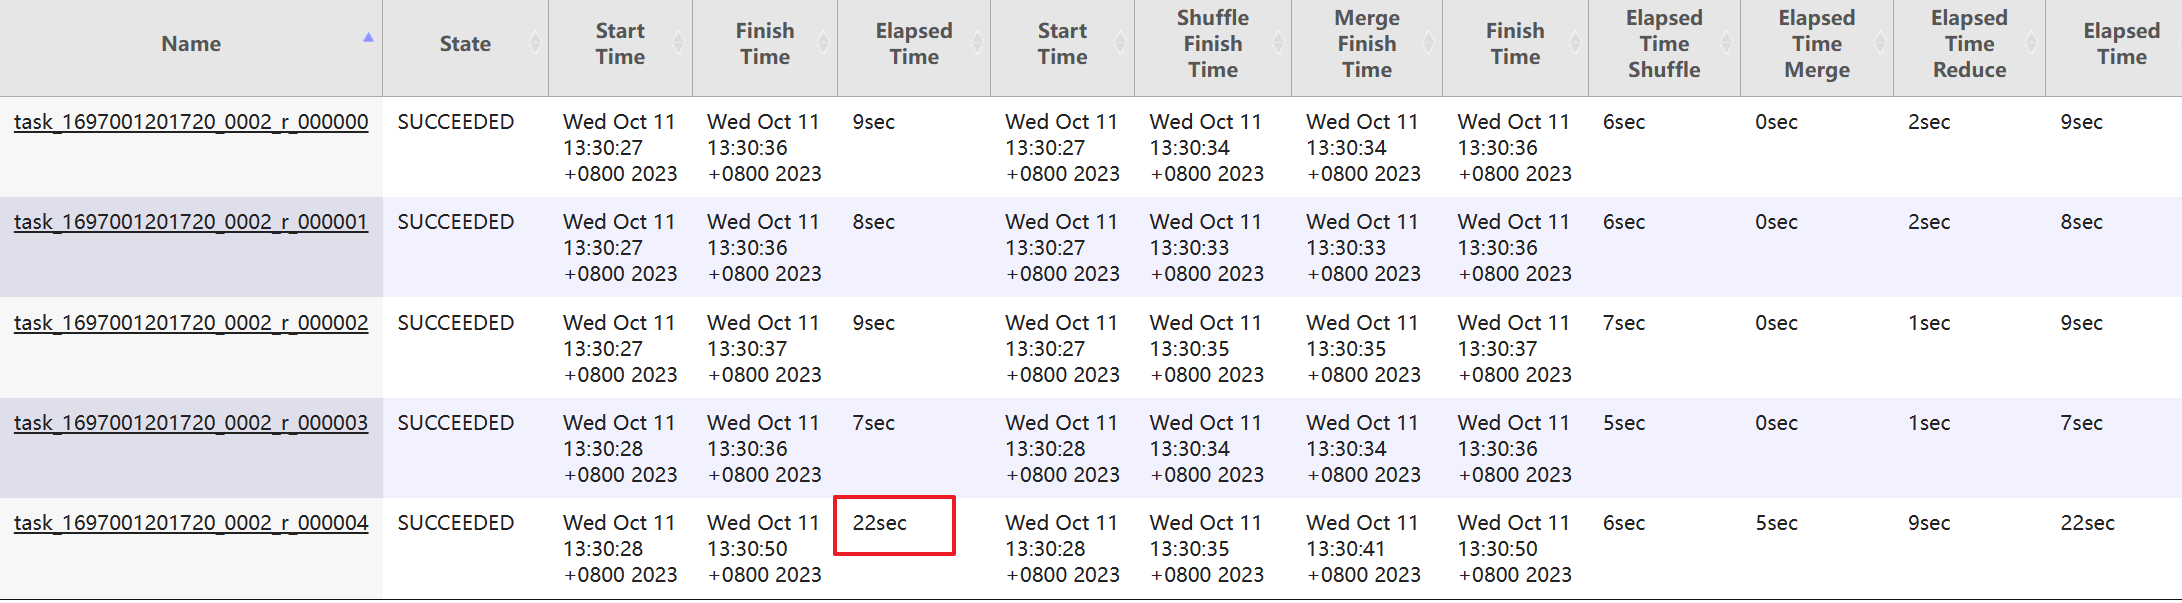 Name State Start Time Finish Time Elapsed Time Start Time Shuffle Finish Time Merge Finish Time Finish Time Elapsed Time Shuffle Elapsed Time Merge Elapsed Time Reduce Elapsed Time
task_1697001201720_0002_r_000000 SUCCEEDED Wed Oct 11 13:30:27 +0800 2023 Wed Oct 11 13:30:36 +0800 2023 9sec Wed Oct 11 13:30:27 +0800 2023 Wed Oct 11 13:30:34 +0800 2023 Wed Oct 11 13:30:34 +0800 2023 Wed Oct 11 13:30:36 +0800 2023 6sec 0sec 2sec 9sec
task_1697001201720_0002_r_000001 SUCCEEDED Wed Oct 11 13:30:27 +0800 2023 Wed Oct 11 13:30:36 +0800 2023 8sec Wed Oct 11 13:30:27 +0800 2023 Wed Oct 11 13:30:33 +0800 2023 Wed Oct 11 13:30:33 +0800 2023 Wed Oct 11 13:30:36 +0800 2023 6sec 0sec 2sec 8sec
task_1697001201720_0002_r_000002 SUCCEEDED Wed Oct 11 13:30:27 +0800 2023 Wed Oct 11 13:30:37 +0800 2023 9sec Wed Oct 11 13:30:27 +0800 2023 Wed Oct 11 13:30:35 +0800 2023 Wed Oct 11 13:30:35 +0800 2023 Wed Oct 11 13:30:37 +0800 2023 7sec 0sec 1sec 9sec
task_1697001201720_0002_r_000003 SUCCEEDED Wed Oct 11 13:30:28 +0800 2023 Wed Oct 11 13:30:36 +0800 2023 7sec Wed Oct 11 13:30:28 +0800 2023 Wed Oct 11 13:30:34 +0800 2023 Wed Oct 11 13:30:34 +0800 2023 Wed Oct 11 13:30:36 +0800 2023 5sec 0sec 1sec 7sec
task_1697001201720_0002_r_000004 SUCCEEDED Wed Oct 11 13:30:28 +0800 2023 Wed Oct 11 13:30:50 +0800 2023 22sec Wed Oct 11 13:30:28 +0800 2023 Wed Oct 11 13:30:35 +0800 2023 Wed Oct 11 13:30:41 +0800 2023 Wed Oct 11 13:30:50 +0800 2023 6sec 5sec 9sec 22sec